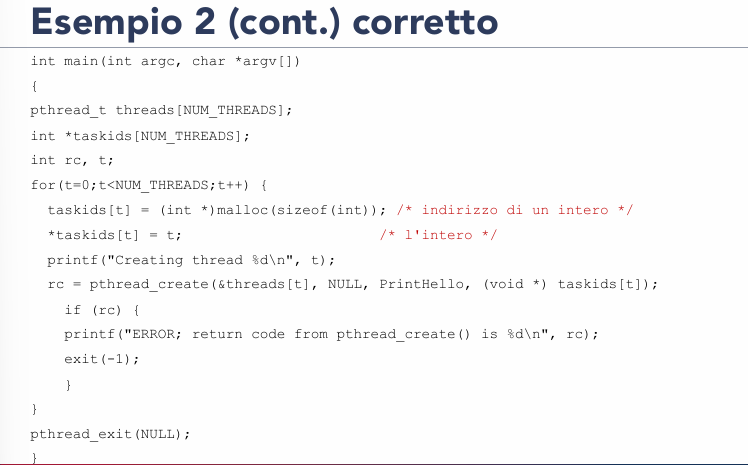 Esempio 2 (cont.) corretto
int main(int argc, char *argv[])
{
pthread_t threads[NUM_THREADS];
int *taskids[NUM_THREADS];
int rc, t;
for(t=0;t<NUM_THREADS;t++) {
taskids[t] = (int *)malloc(sizeof(int)); /* indirizzo di un intero */
*taskids[t] = t; /* l'intero */
printf("Creating thread %d\n", t);
rc = pthread_create(&threads[t], NULL, PrintHello, (void *) taskids[t]);
if (rc) {
printf("ERROR; return code from pthread_create() is %d\n", rc);
exit(-1);
}
}
pthread_exit(NULL);
}